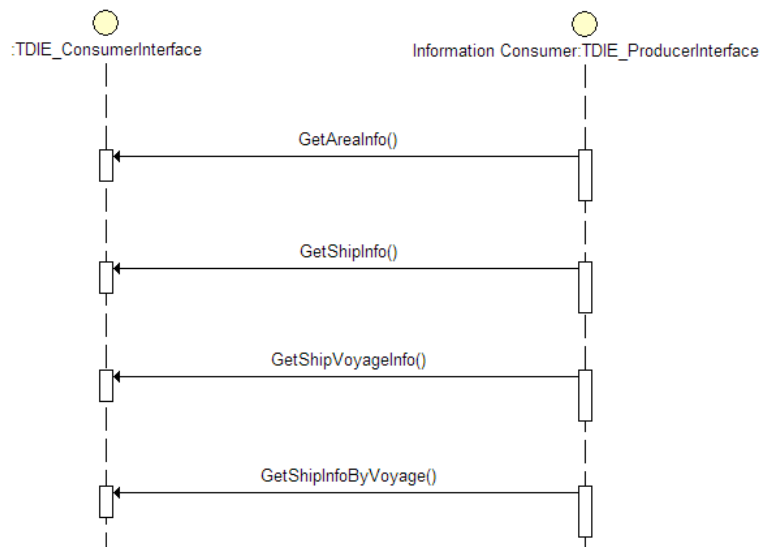 :TDIE_ConsumerInterface
Information Consumer:TDIE_ProducerInterface
GetAreaInfo()
GetShipInfo()
GetShipVoyageInfo()
GetShipInfoByVoyage()